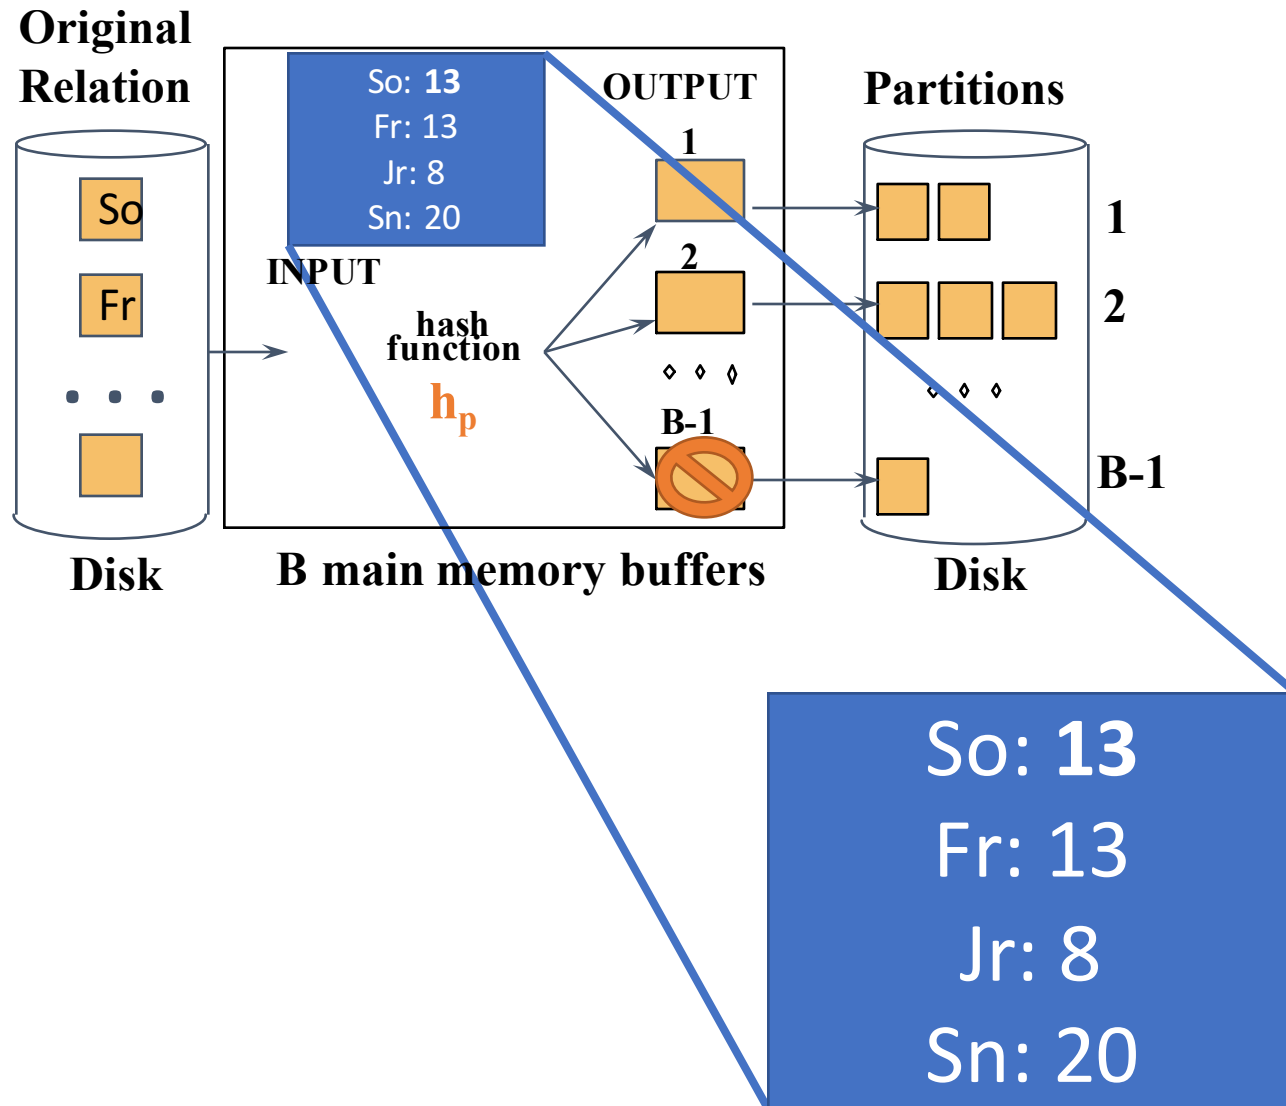 Original
Relation
So
Fr
Disk
So: 13
Fr: 13
Jr: 8
Sn: 20
INPUT
hash
function
hp
OUTPUT
1
2
B-1
B main memory buffers
Partitions
1
2
B-1
Disk
So: 13
Fr: 13
Jr: 8
Sn: 20